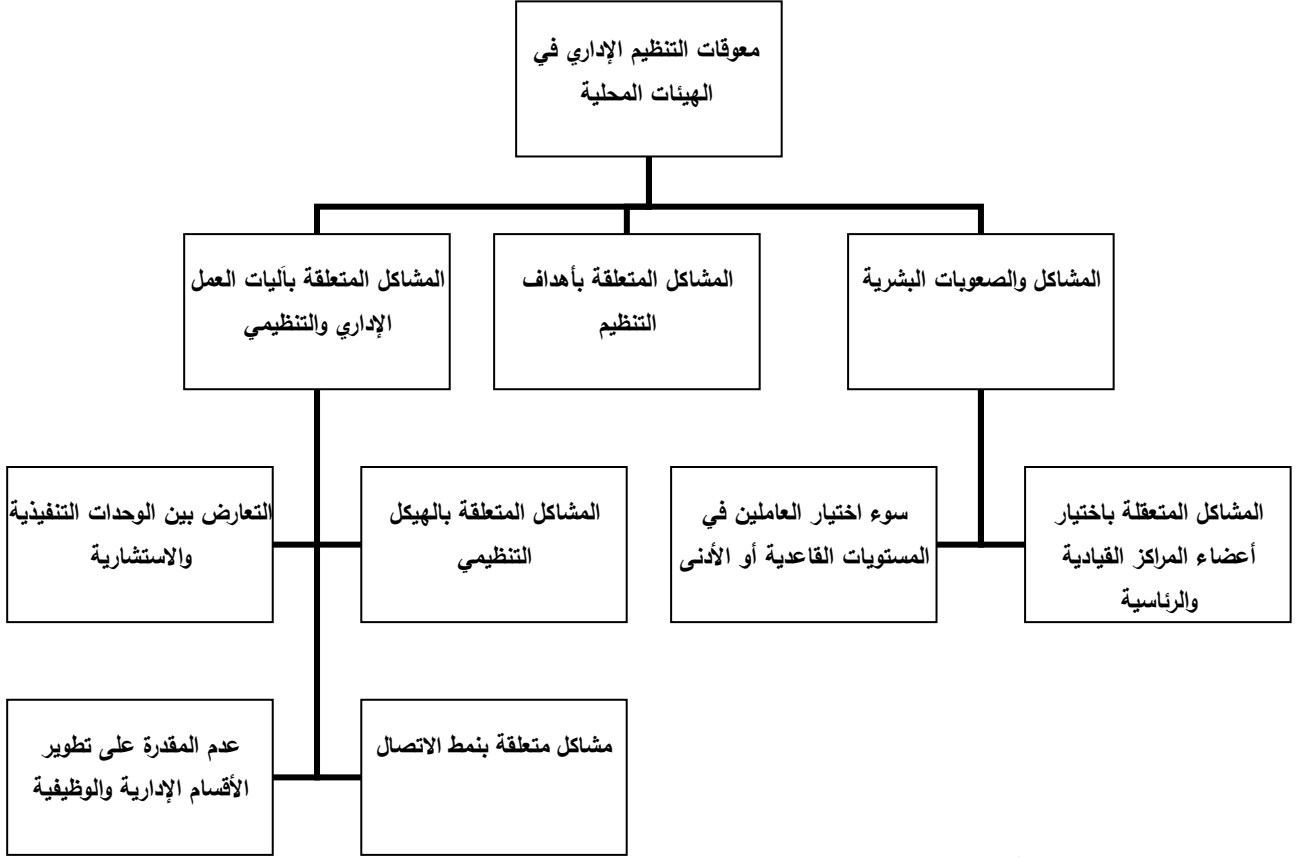 معوقات التنظيم الإداري في
الهيئات المحلية
المشاكل والصعوبات البشرية
المشاكل المتعلقة بأهداف
التنظيم
المشاكل المتعلقة بآليات العمل
الإداري والتنظيمي
المشاكل المتعقلة باختيار
أعضاء المراكز القيادية
والرئاسية
سوء اختيار العاملين في
المستويات القاعدية أو الأدنى
المشاكل المتعلقة بالهيكل
التنظيمي
التعارض بين الوحدات التنفيذية
والاستشارية
مشاكل متعلقة بنمط الاتصال
عدم المقدرة على تطوير
الأقسام الإدارية والوظيفية